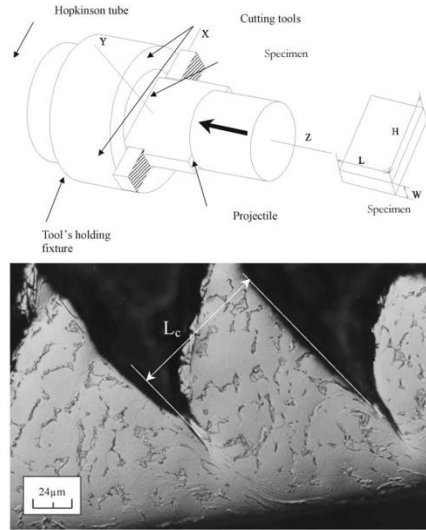 Hopkinson tube
Cutting tools
X
Y
Specimen
Z
H
L
W
Specimen
Projectile
Tool's holding
fixture
Lc
24µm